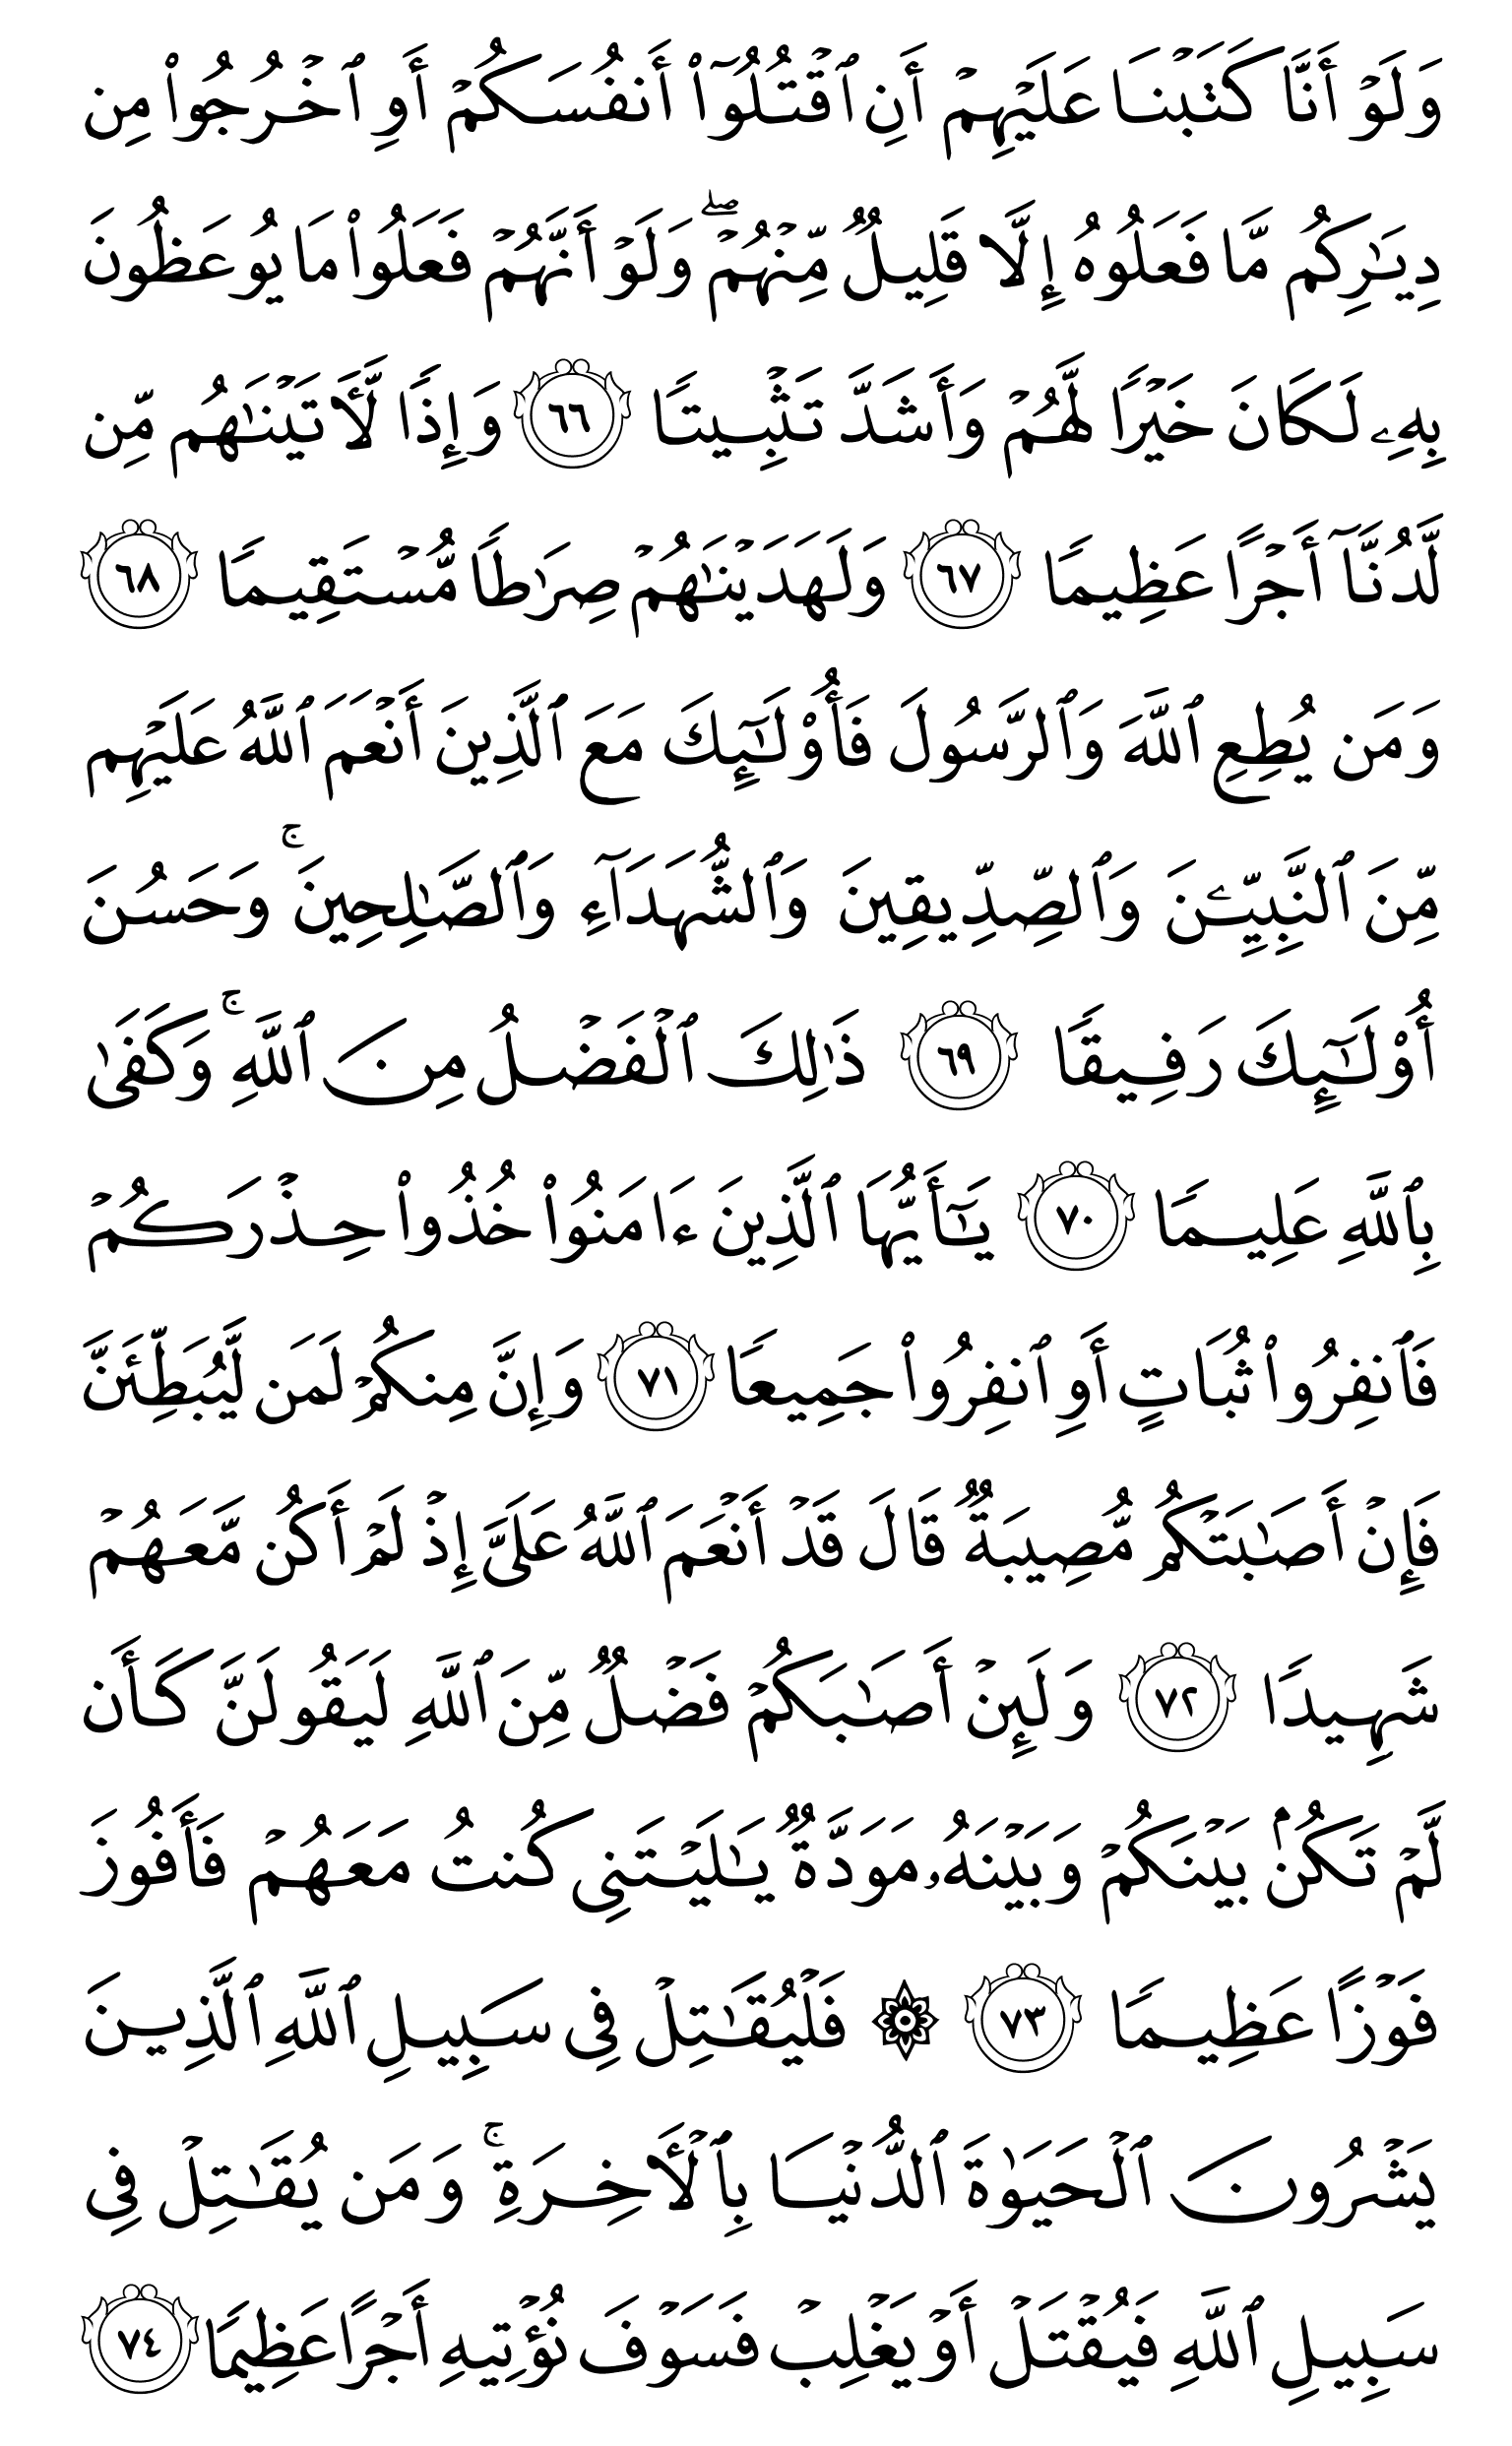 وَلَوۡ أَنَّا كَتَبۡنَا عَلَيۡهِمۡ أَنِ ٱقۡتُلُوٓاْ أَنفُسَكُمۡ أَوِ ٱخۡرُجُواْ مِن
دِيَٰرِكُم مَّا فَعَلُوهُ إِلَّا قَلِيلٞ مِّنۡهُمۡۖ وَلَوۡ أَنَّهُمۡ فَعَلُواْ مَا يُوعَظُونَ
بِهِۦ لَكَانَ خَيۡرٗا لَّهُمۡ وَأَشَدَّ تَثۡبِيتٗا ٦٦ وَإِذٗا لَّأٓتَيۡنَٰهُم مِّن
لَّدُنَّآ أَجۡرًا عَظِيمٗا ٦٧ وَلَهَدَيۡنَٰهُمۡ صِرَٰطٗا مُّسۡتَقِيمٗا ٦٨
وَمَن يُطِعِ ٱللَّهَ وَٱلرَّسُولَ فَأُوْلَٰٓئِكَ مَعَ ٱلَّذِينَ أَنۡعَمَ ٱللَّهُ عَلَيۡهِم
مِّنَ ٱلنَّبِيِّـۧنَ وَٱلصِّدِّيقِينَ وَٱلشُّهَدَآءِ وَٱلصَّٰلِحِينَۚ وَحَسُنَ
أُوْلَٰٓئِكَ رَفِيقٗا ٦٩ ذَٰلِكَ ٱلۡفَضۡلُ مِنَ ٱللَّهِۚ وَكَفَىٰ
بِٱللَّهِ عَلِيمٗا ٧٠ يَٰٓأَيُّهَا ٱلَّذِينَ ءَامَنُواْ خُذُواْ حِذۡرَكُمۡ
فَٱنفِرُواْ ثُبَاتٍ أَوِ ٱنفِرُواْ جَمِيعٗا ٧١ وَإِنَّ مِنكُمۡ لَمَن لَّيُبَطِّئَنَّ
فَإِنۡ أَصَٰبَتۡكُم مُّصِيبَةٞ قَالَ قَدۡ أَنۡعَمَ ٱللَّهُ عَلَيَّ إِذۡ لَمۡ أَكُن مَّعَهُمۡ
شَهِيدٗا ٧٢ وَلَئِنۡ أَصَٰبَكُمۡ فَضۡلٞ مِّنَ ٱللَّهِ لَيَقُولَنَّ كَأَن
لَّمۡ تَكُنۢ بَيۡنَكُمۡ وَبَيۡنَهُۥ مَوَدَّةٞ يَٰلَيۡتَنِي كُنتُ مَعَهُمۡ فَأَفُوزَ
فَوۡزًا عَظِيمٗا ٧٣ ۞ فَلۡيُقَٰتِلۡ فِي سَبِيلِ ٱللَّهِ ٱلَّذِينَ
يَشۡرُونَ ٱلۡحَيَوٰةَ ٱلدُّنۡيَا بِٱلۡأٓخِرَةِۚ وَمَن يُقَٰتِلۡ فِي
سَبِيلِ ٱللَّهِ فَيُقۡتَلۡ أَوۡ يَغۡلِبۡ فَسَوۡفَ نُؤۡتِيهِ أَجۡرًا عَظِيمٗا ٧٤